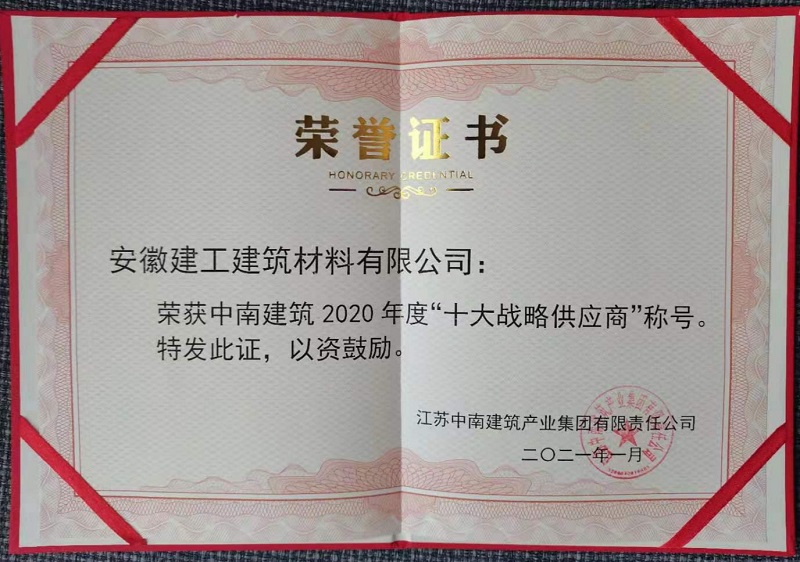 荣誉证书
HONORARY CREDENTIAL
安徽建工建筑材料有限公司：
荣获中南建筑 2020 年度“十大战略供应商”称号。
特发此证，以资鼓励。
江苏中南建筑产业集团有限责任公司
二〇二一年一月